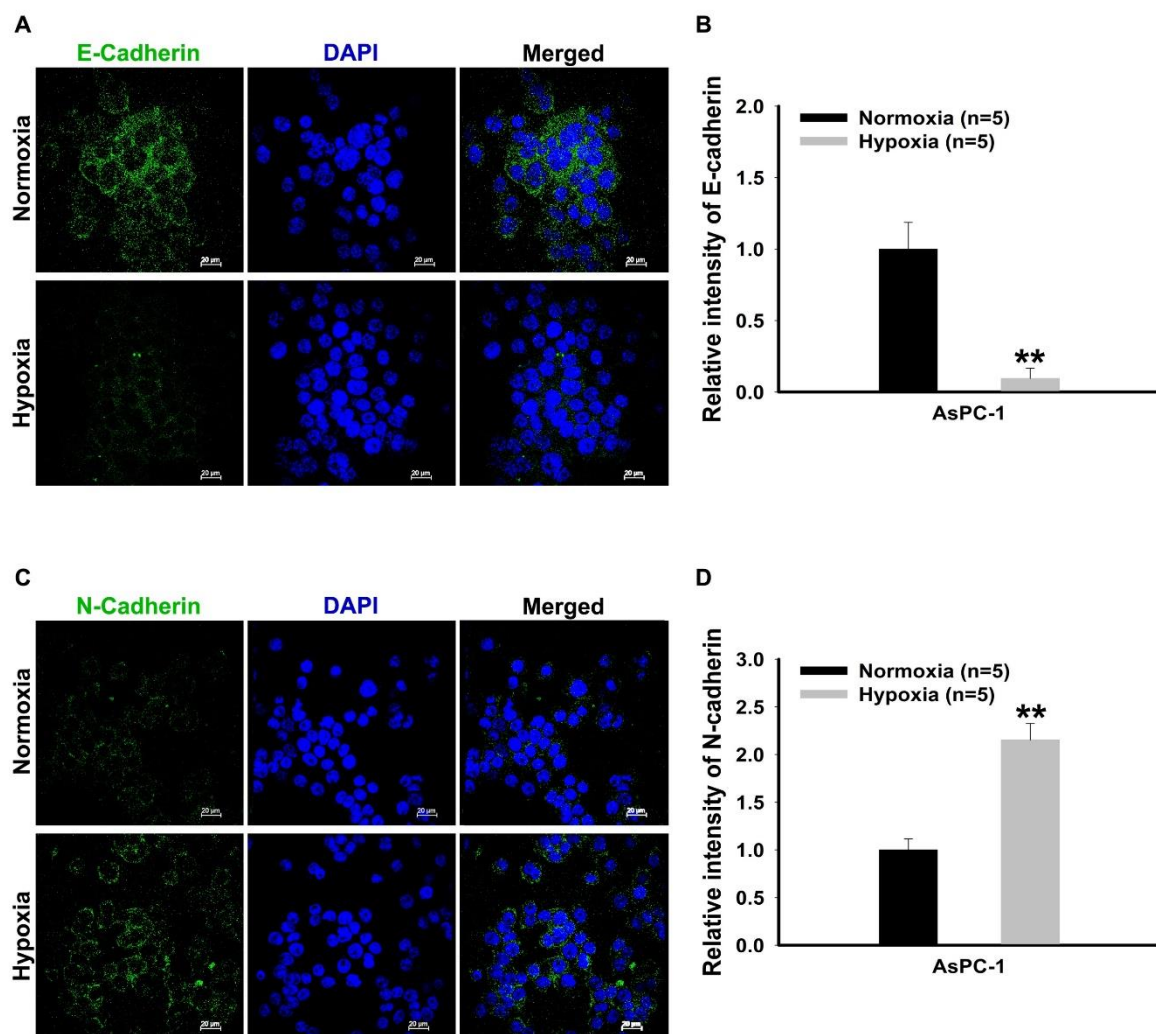 A
E-Cadherin DAPI Merged
Normoxia
20 µm 20 µm 20 µm
Hypoxia
20 µm 20 µm 20 µm
B
Relative intensity of E-cadherin
2.0
1.5
1.0
0.5
0.0
Normoxia (n=5)
Hypoxia (n=5)
**
AsPC-1
C
N-Cadherin DAPI Merged
Normoxia
20 µm 20 µm 20 µm
Hypoxia
20 µm 20 µm 20 µm
D
Relative intensity of N-cadherin
3.0
2.5
2.0
1.5
1.0
0.5
0.0
Normoxia (n=5)
Hypoxia (n=5)
**
AsPC-1